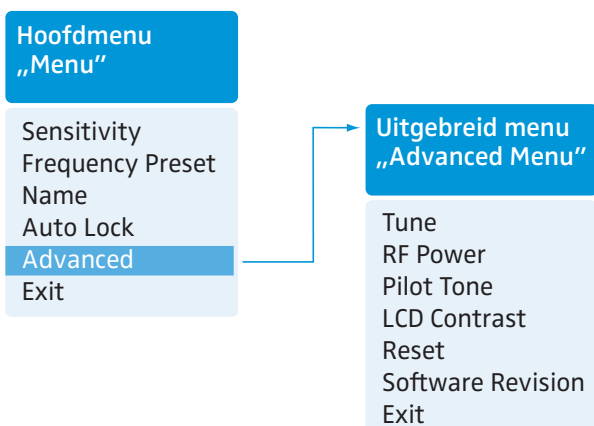 Hoofdmenu
„Menu”
Sensitivity
Frequency Preset
Name
Auto Lock
Advanced
Exit
Uitgebreid menu
„Advanced Menu”
Tune
RF Power
Pilot Tone
LCD Contrast
Reset
Software Revision
Exit